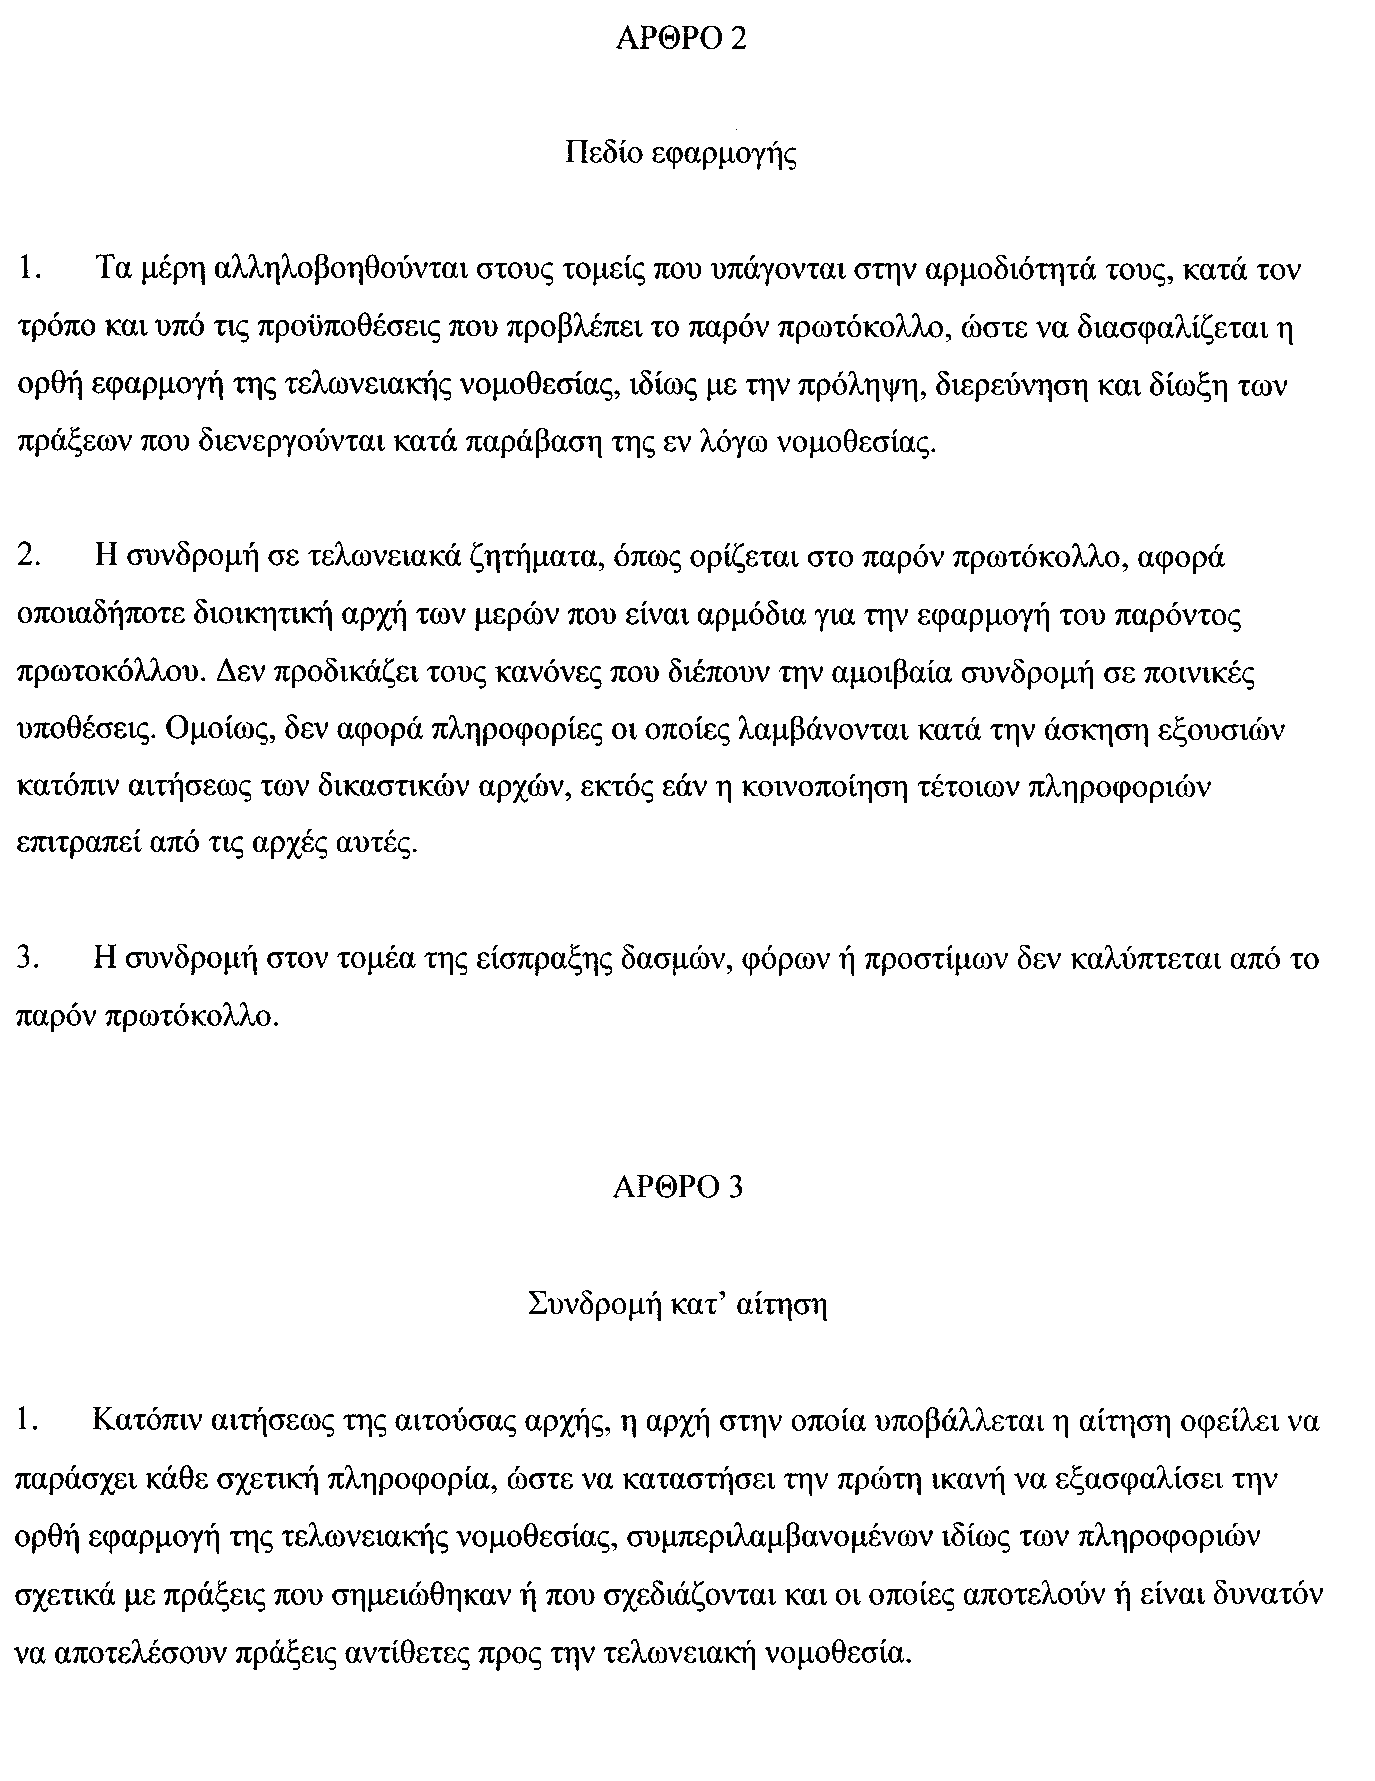 ΑΡΘΡΟ 2
Πεδίο εφαρμογής
1. Τα μέρη αλληλοβοηθούνται στους τομείς που υπάγονται στην αρμοδιότητά τους, κατά τον
τρόπο και υπό τις προϋποθέσεις που προβλέπει το παρόν πρωτόκολλο, ώστε να διασφαλίζεται η
ορθή εφαρμογή της τελωνειακής νομοθεσίας, ιδίως με την πρόληψη, διερεύνηση και δίωξη των
πράξεων που διενεργούνται κατά παράβαση της εν λόγω νομοθεσίας.
2. Η συνδρομή σε τελωνειακά ζητήματα, όπως ορίζεται στο παρόν πρωτόκολλο, αφορά
οποιαδήποτε διοικητική αρχή των μερών που είναι αρμόδια για την εφαρμογή του παρόντος
πρωτοκόλλου. Δεν προδικάζει τους κανόνες που διέπουν την αμοιβαία συνδρομή σε ποινικές
υποθέσεις. Ομοίως, δεν αφορά πληροφορίες οι οποίες λαμβάνονται κατά την άσκηση εξουσιών
κατόπιν αιτήσεως των δικαστικών αρχών, εκτός εάν η κοινοποίηση τέτοιων πληροφοριών
επιτραπεί από τις αρχές αυτές.
3. Η συνδρομή στον τομέα της είσπραξης δασμών, φόρων ή προστίμων δεν καλύπτεται από το
παρόν πρωτόκολλο.
ΑΡΘΡΟ 3
Συνδρομή κατ’ αίτηση
1. Κατόπιν αιτήσεως της αιτούσας αρχής, η αρχή στην οποία υποβάλλεται η αίτηση οφείλει να
παράσχει κάθε σχετική πληροφορία, ώστε να καταστήσει την πρώτη ικανή να εξασφαλίσει την
ορθή εφαρμογή της τελωνειακής νομοθεσίας, συμπεριλαμβανομένων ιδίως των πληροφοριών
σχετικά με πράξεις που σημειώθηκαν ή που σχεδιάζονται και οι οποίες αποτελούν ή είναι δυνατόν
να αποτελέσουν πράξεις αντίθετες προς την τελωνειακή νομοθεσία.